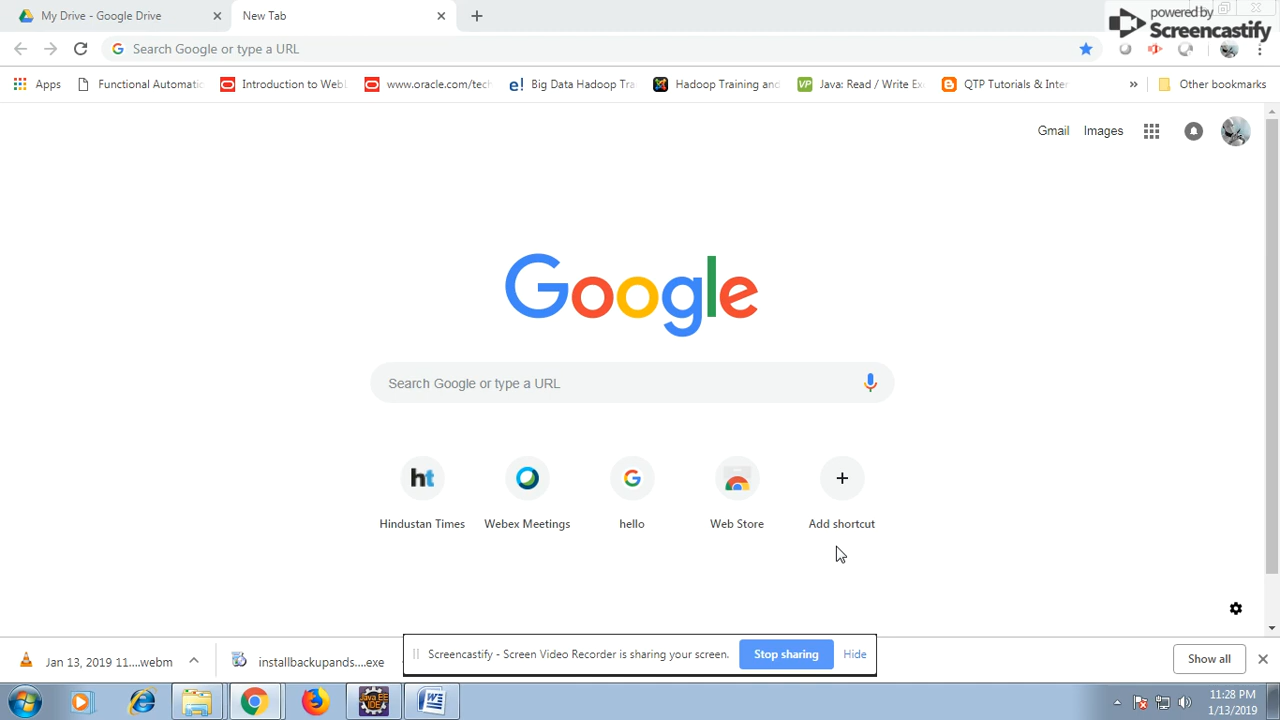 My Drive - Google Drive
New Tab
powered by
Screencastify
Search Google or type a URL
Apps
Functional Automatic
Introduction to WebL
www.oracle.com/tech
Big Data Hadoop Tra
Hadoop Training and
Java: Read / Write Ex
QTP Tutorials & Inter
»
Other bookmarks
Gmail
Images
Google
Search Google or type a URL
ht
Hindustan Times
Webex Meetings
hello
Web Store
Add shortcut
Jan 13, 2019 11....webm
installbackupands....exe
Screencastify - Screen Video Recorder is sharing your screen.
Stop sharing
Hide
Show all
Java EE
IDE
11:28 PM
1/13/2019